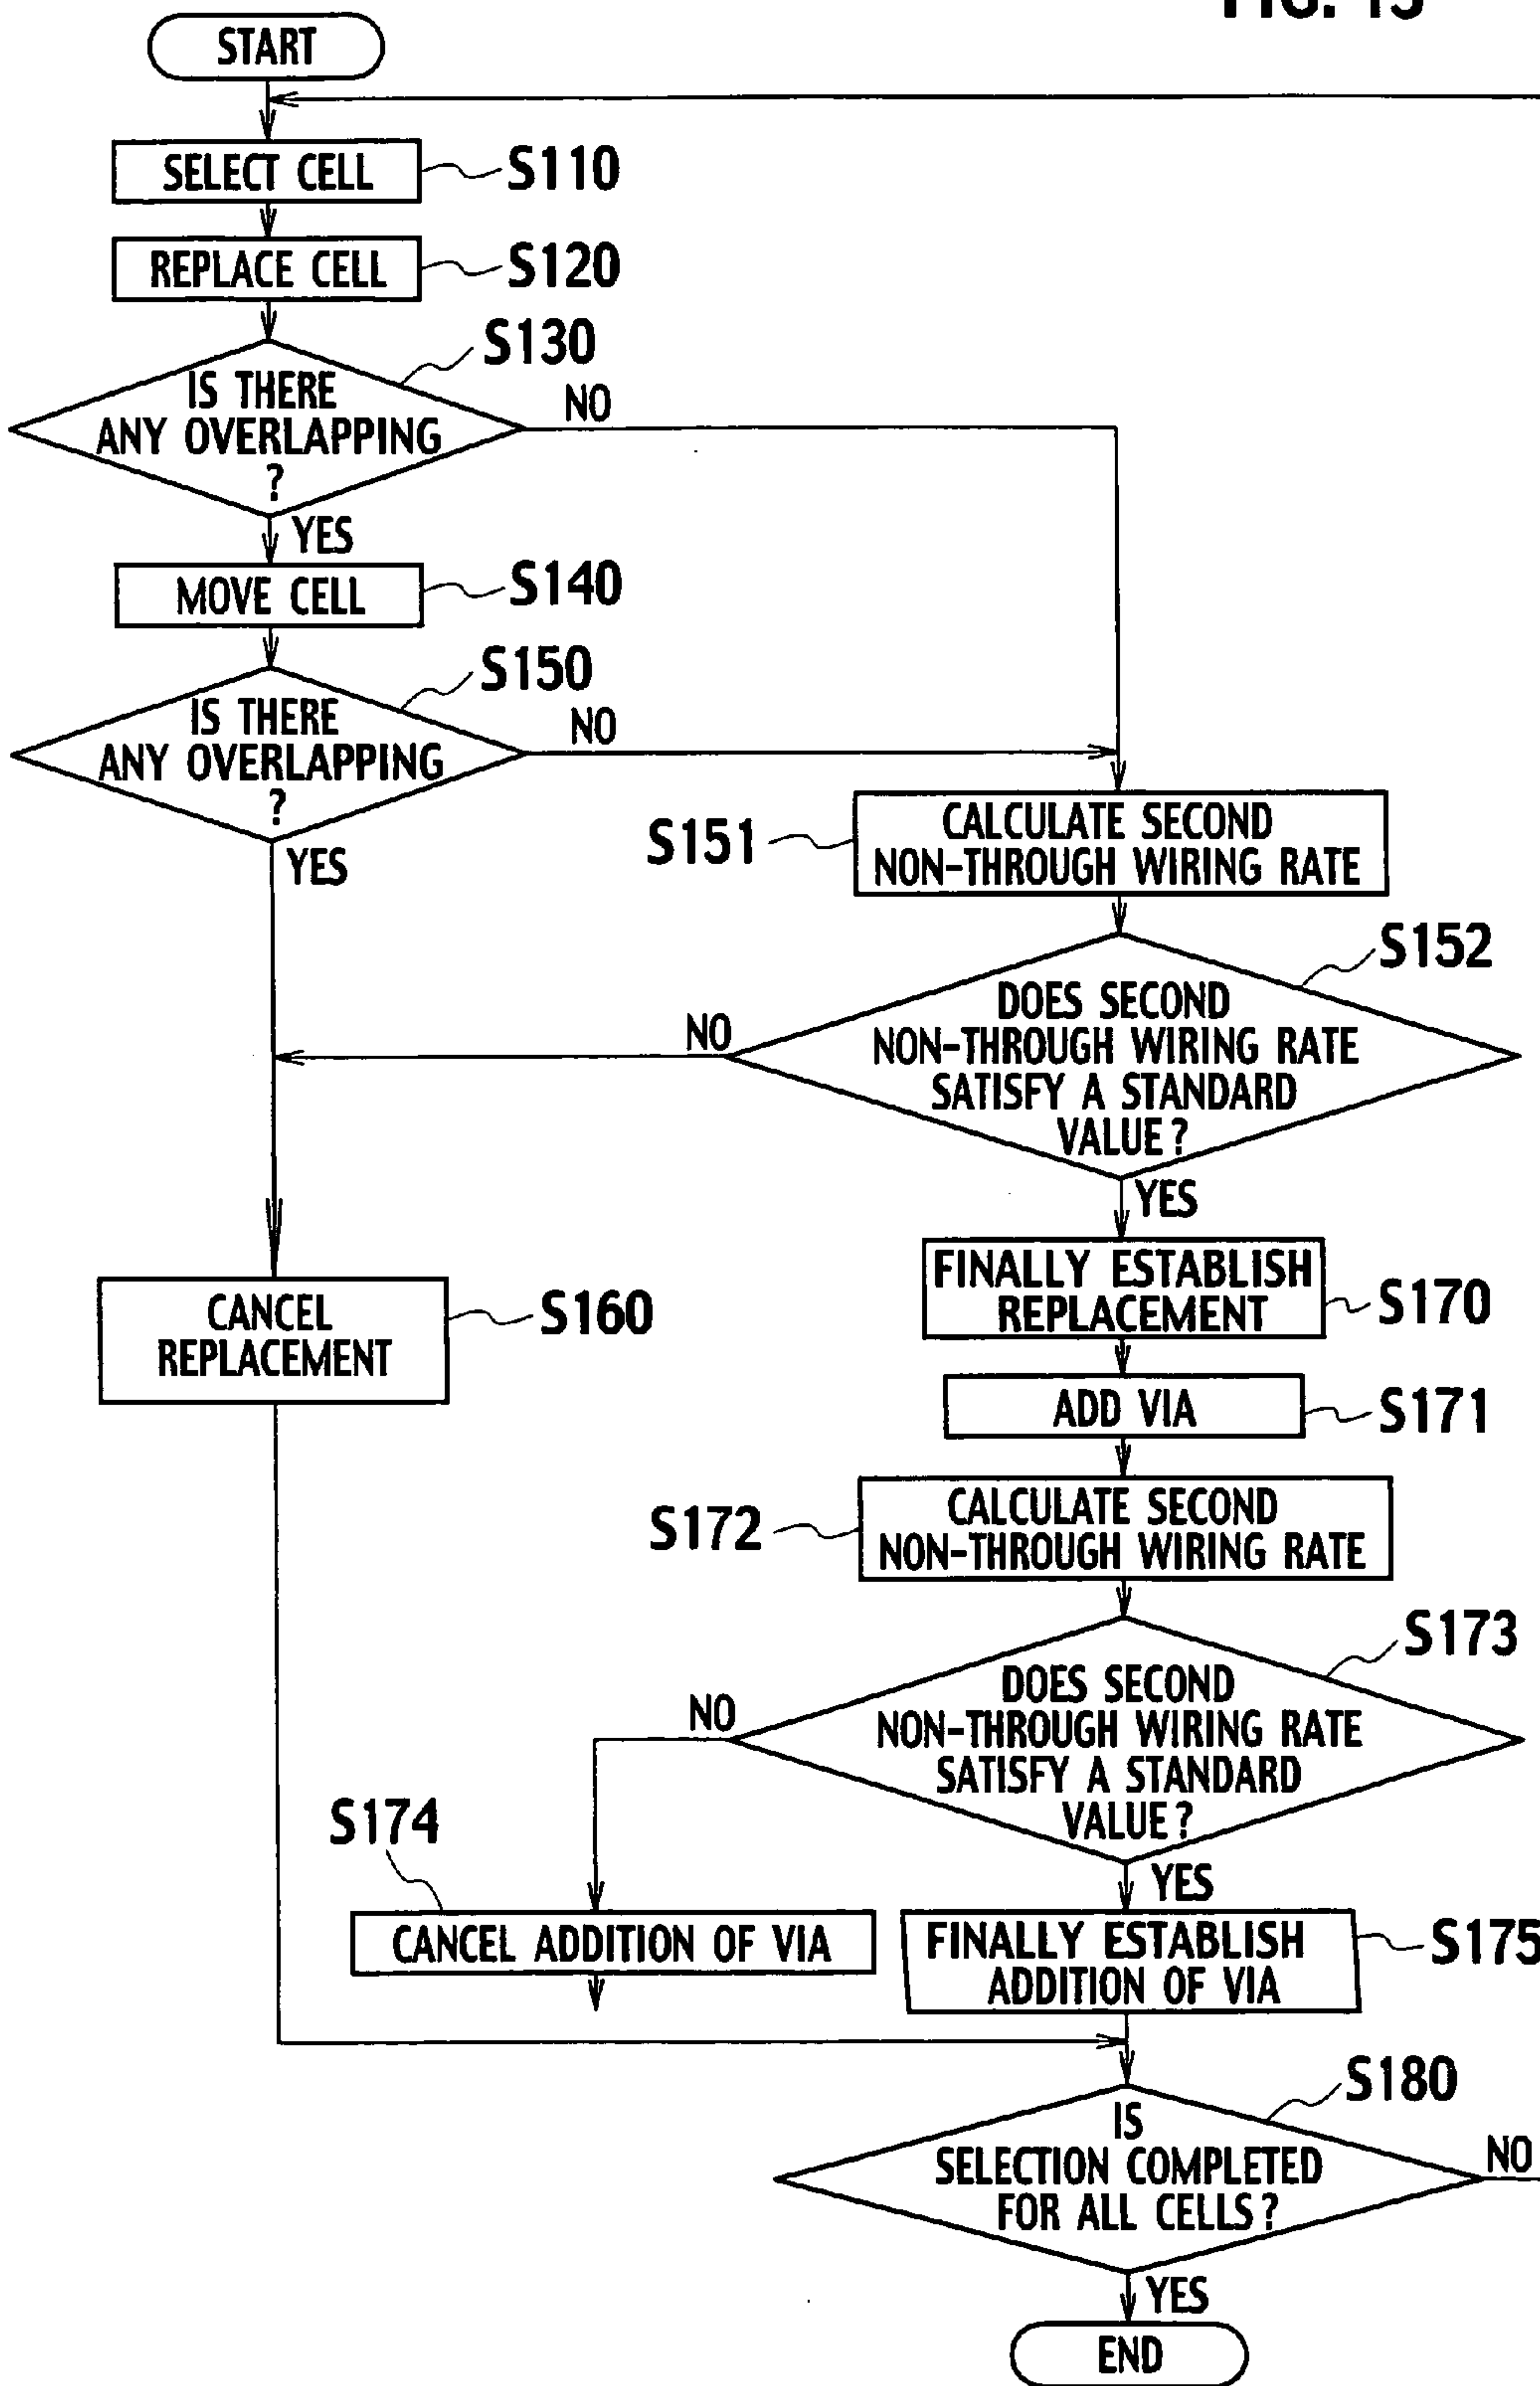 START
SELECT CELL
S110
REPLACE CELL
S120
S130
IS THERE
ANY OVERLAPPING
?
NO
YES
MOVE CELL
S140
S150
IS THERE
ANY OVERLAPPING
?
NO
YES
S151
CALCULATE SECOND
NON-THROUGH WIRING RATE
S152
DOES SECOND
NON-THROUGH WIRING RATE
SATISFY A STANDARD
VALUE?
NO
YES
CANCEL
REPLACEMENT
S160
FINALLY ESTABLISH
REPLACEMENT
S170
ADD VIA
S171
S172
CALCULATE SECOND
NON-THROUGH WIRING RATE
S173
DOES SECOND
NON-THROUGH WIRING RATE
SATISFY A STANDARD
VALUE?
NO
YES
S174
CANCEL ADDITION OF VIA
FINALLY ESTABLISH
ADDITION OF VIA
S175
S180
IS
SELECTION COMPLETED
FOR ALL CELLS?
NO
YES
END